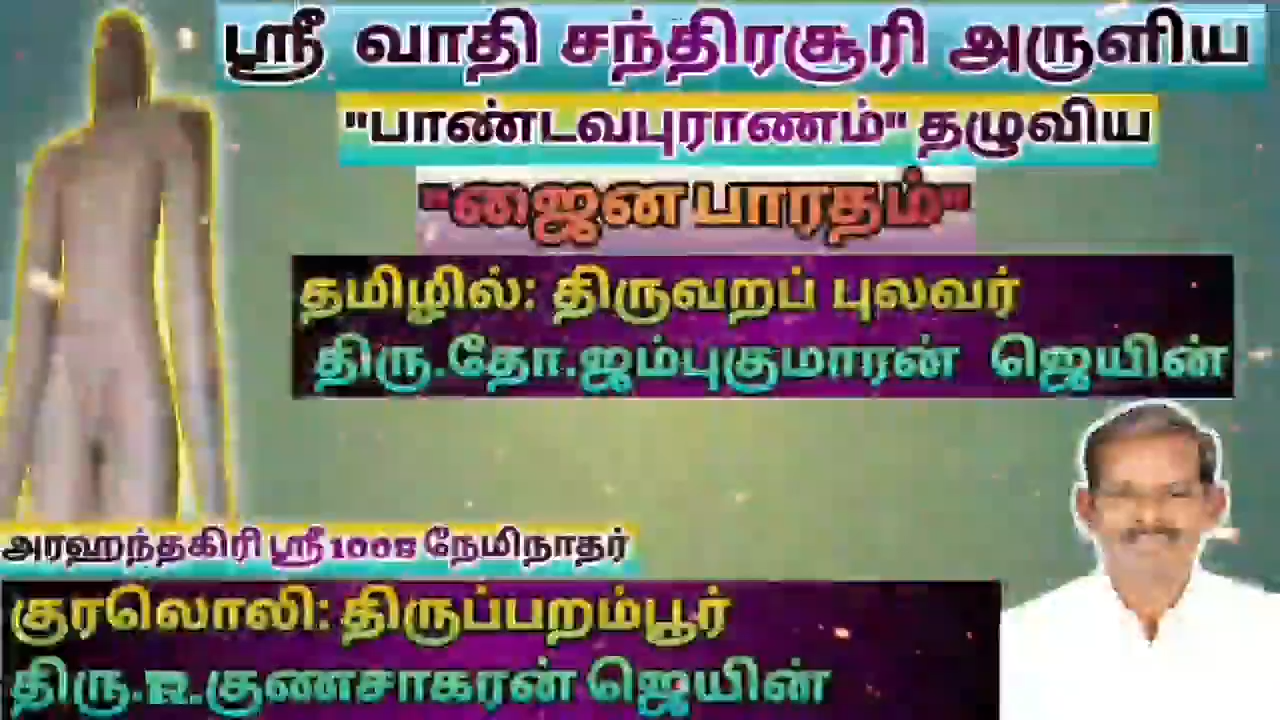 ஸ்ரீ வாதி சந்திரசூரி அருளிய
"பாண்டவபுராணம்" தழுவிய
"ஜைன பாரதம்"
தமிழில்: திருவறப் புலவர்
திரு.தோ.ஜம்புகுமாரன் ஜெயின்
அரஹந்தகிரி ஸ்ரீ 1008 நேமிநாதர்
குரலொலி: திருப்பறம்பூர்
திரு. குணசாகரன் ஜெயின்